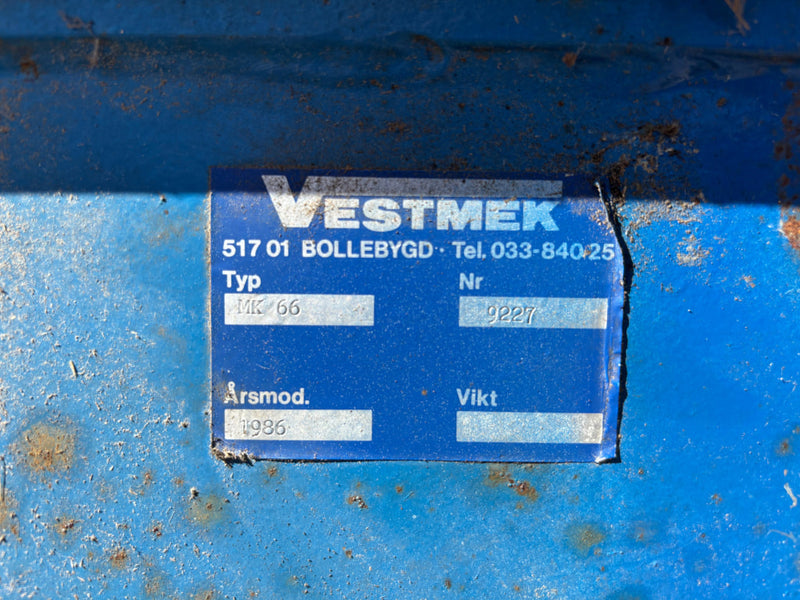 VESTMEK
517 01 BOLLEBYGD · Tel. 033-840 25
Typ Nr
MK 66 9227
Årsmod. Vikt
1986